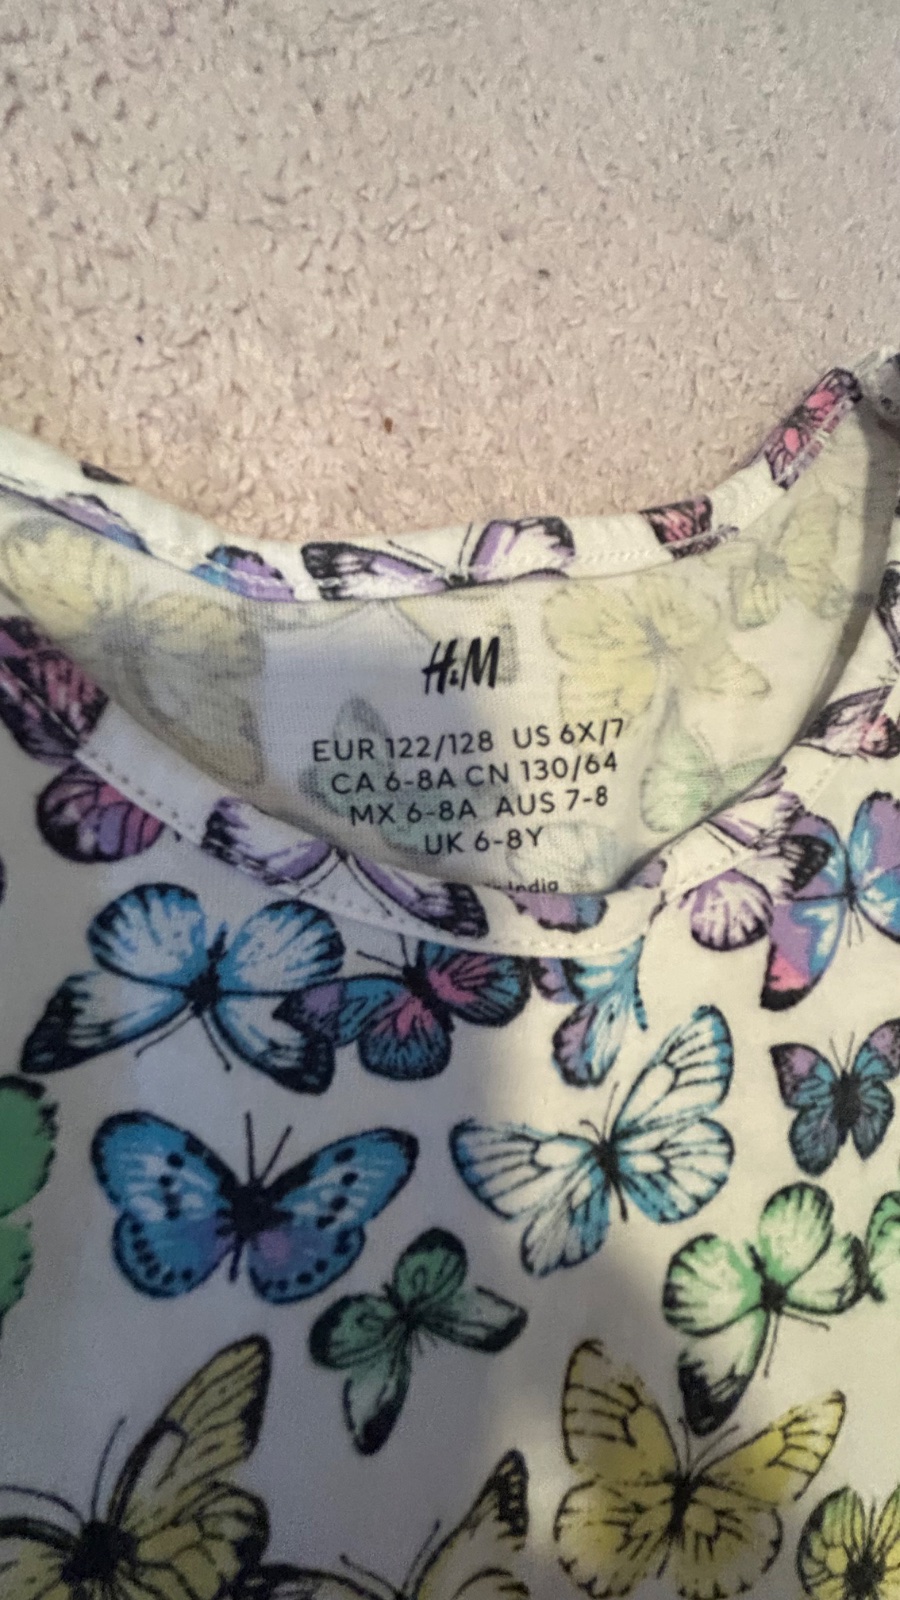 H&M
EUR 122/128 US 6X/7
CA 6-8A CN 130/64
MX 6-8A AUS 7-8
UK 6-8Y
India